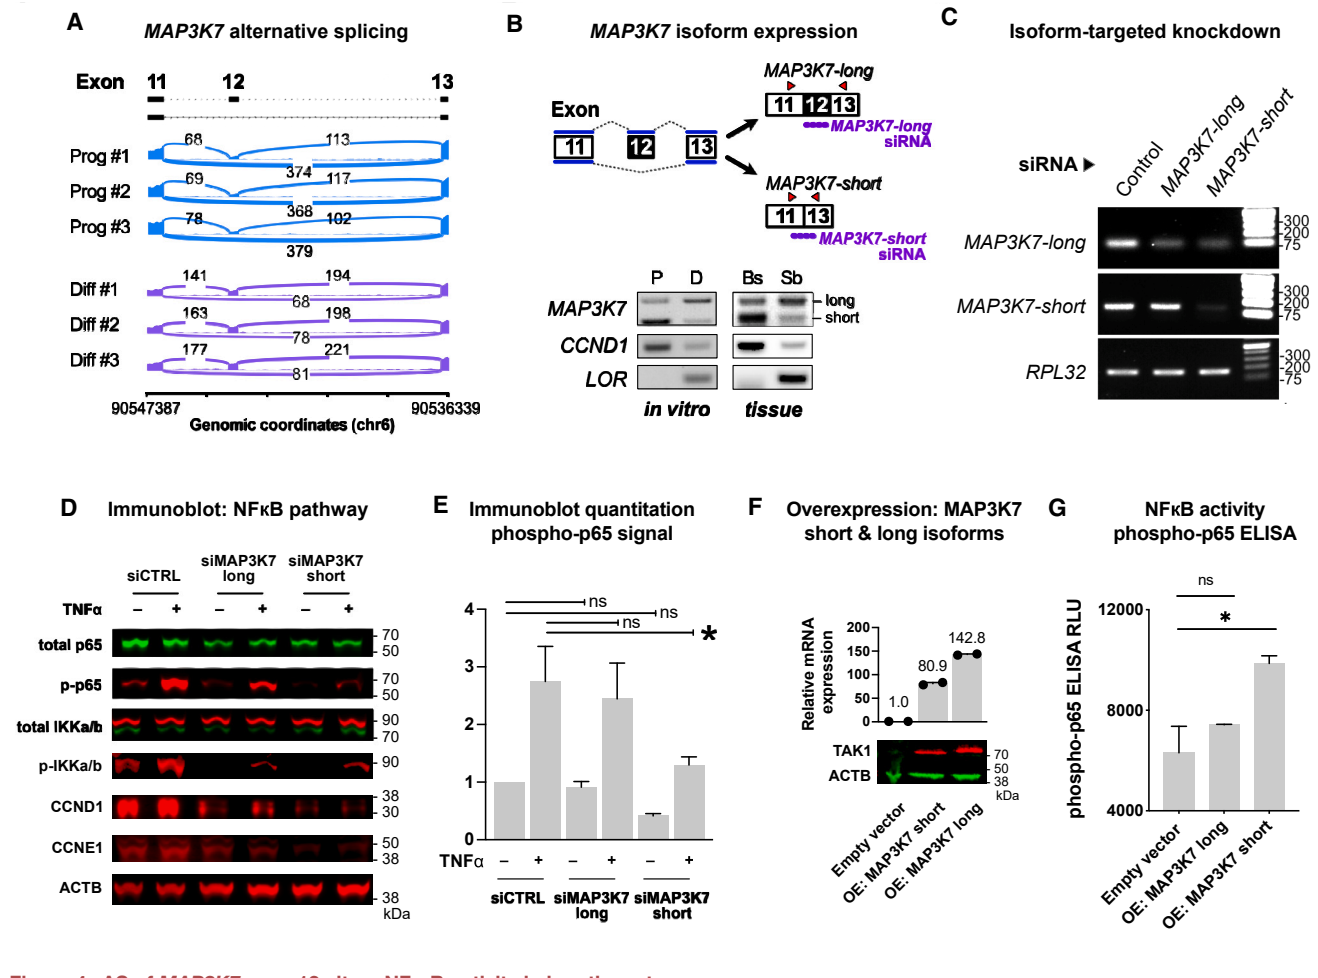 A
MAP3K7 alternative splicing
Exon 11 12 13
Prog #1 68 113 374
Prog #2 69 117 368
Prog #3 78 102 379
Diff #1 141 194 68
Diff #2 163 198 78
Diff #3 177 221 81
90547387 90536339
Genomic coordinates (chr6)
B
MAP3K7 isoform expression
Exon
11 12 13
MAP3K7-long
11 12 13
MAP3K7-long
siRNA
MAP3K7-short
11 13
MAP3K7-short
siRNA
P D Bs Sb
MAP3K7
long
short
CCND1
LOR
in vitro tissue
C
Isoform-targeted knockdown
siRNA
Control
MAP3K7-long
MAP3K7-short
MAP3K7-long
-300
-200
-75
MAP3K7-short
-300
-200
-75
RPL32
-300
-200
-75
D
Immunoblot: NFκB pathway
siCTRL
siMAP3K7
long
siMAP3K7
short
TNFα – + – + – +
total p65 70 50
p-p65 70 50
total IKKa/b 90 70
p-IKKa/b 90
CCND1 38 30
CCNE1 50 38
ACTB 38
kDa
E
Immunoblot quantitation
phospho-p65 signal
4
3
2
1
0
ns
ns
ns
*
TNFα – + – + – +
siCTRL siMAP3K7 siMAP3K7
long short
F
Overexpression: MAP3K7
short & long isoforms
Relative mRNA
expression
200
150
100
50
0
1.0
80.9
142.8
TAK1 70
ACTB 50
38
kDa
Empty vector
OE: MAP3K7 short
OE: MAP3K7 long
G
NFκB activity
phospho-p65 ELISA
phospho-p65 ELISA RLU
12000
8000
4000
ns
*
Empty vector
OE: MAP3K7 long
OE: MAP3K7 short